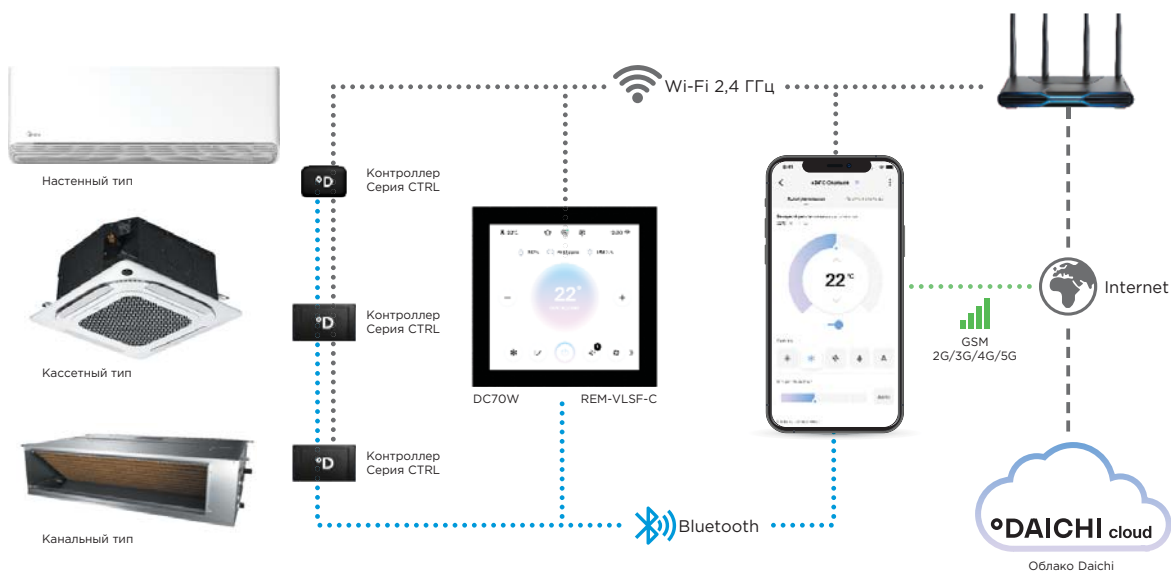 Wi-Fi 2,4 ГГц
Настенный тип
Контроллер
Серия CTRL
°D
22°
DC70W
REM-VLSF-C
22 °C
Кассетный тип
Контроллер
Серия CTRL
°D
GSM
2G/3G/4G/5G
Internet
Канальный тип
Контроллер
Серия CTRL
°D
Bluetooth
°DAICHI cloud
Облако Daichi